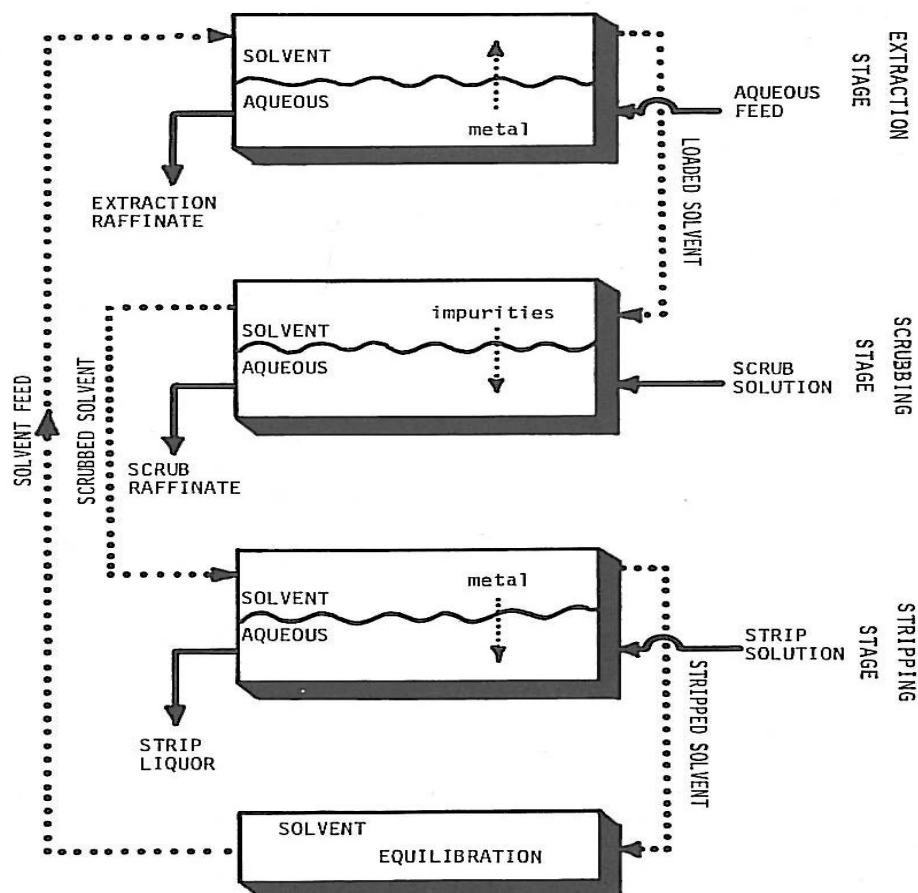 SOLVENT
AQUEOUS
metal
AQUEOUS
FEED
EXTRACTION
STAGE
EXTRACTION
RAFFINATE
LOADED SOLVENT
SOLVENT
AQUEOUS
impurities
SCRUB
SOLUTION
SCRUBBING
STAGE
SCRUB
RAFFINATE
SOLVENT FEED
SCRUBBED SOLVENT
SOLVENT
AQUEOUS
metal
STRIP
SOLUTION
STRIPPING
STAGE
STRIP
LIQUOR
STRIPPED SOLVENT
SOLVENT
EQUILIBRATION